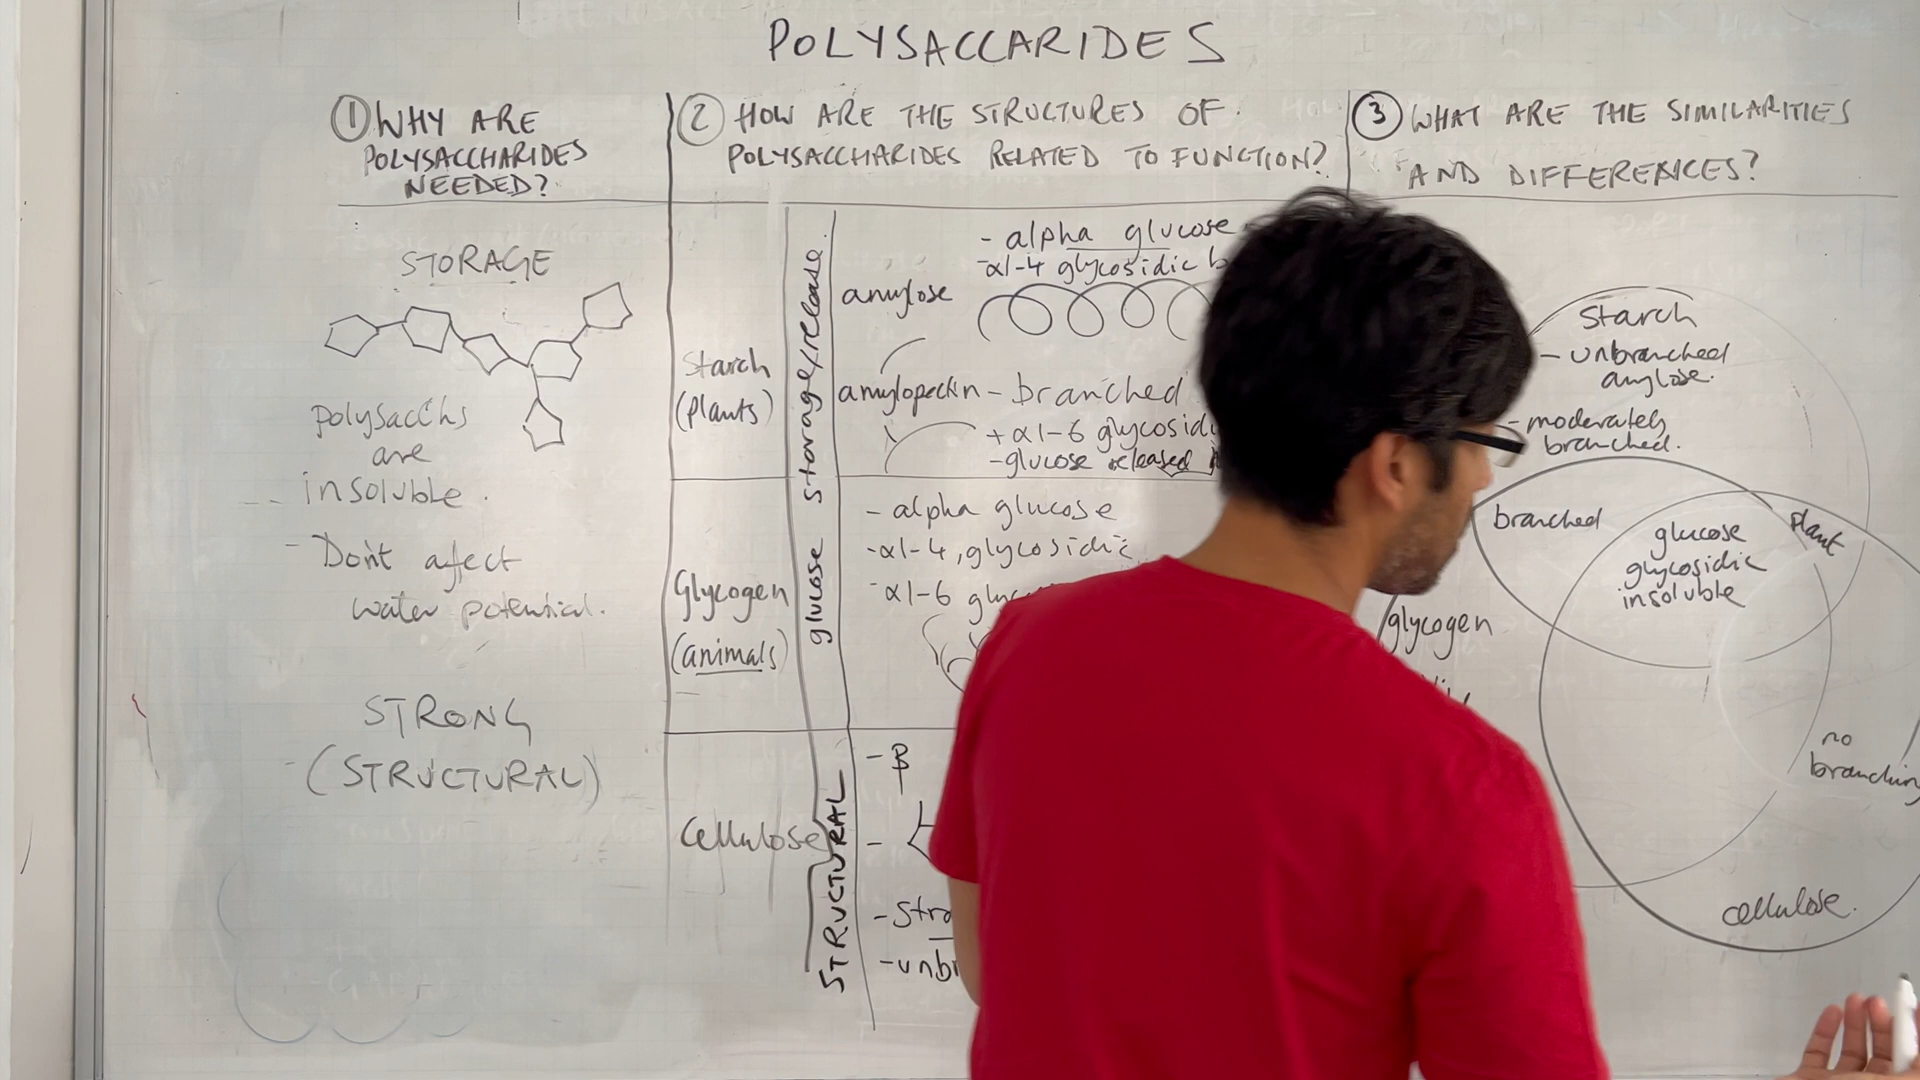 POLYSACCARIDES
① WHY ARE
POLYSACCHARIDES
NEEDED?
STORAGE
polysacchs
are
insoluble.
- Don't affect
water potential.
STRONG
- (STRUCTURAL)
② HOW ARE THE STRUCTURES OF
POLYSACCHARIDES RELATED TO FUNCTION?
Starch
(plants)
glucose storage/release.
amylose
- alpha glucose
- α1-4 glycosidic b
amylopectin - branched
+ α1-6 glycosidi
- glucose released
Glycogen
(animals)
- alpha glucose
- α1-4, glycosidic
- α1-6 glyc
Cellulose
STRUCTURAL
- β
-
- Stro
- unbr
③ WHAT ARE THE SIMILARITIES
AND DIFFERENCES?
Starch
- unbranched
amylose.
- moderately
branched.
branched
glucose
glycosidic
insoluble
plant
glycogen
no
branching
cellulose.